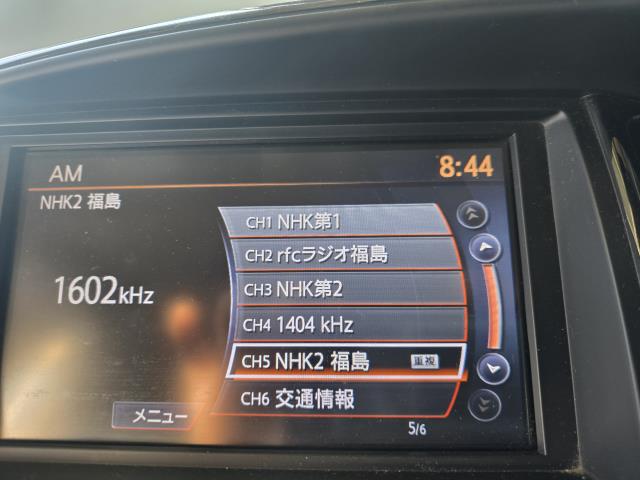 AM
8:44
NHK2 福島
CH1 NHK第1
CH2 rfcラジオ福島
1602kHz
CH3 NHK第2
CH4 1404 kHz
CH5 NHK2 福島 重複
CH6 交通情報
メニュー
5/6